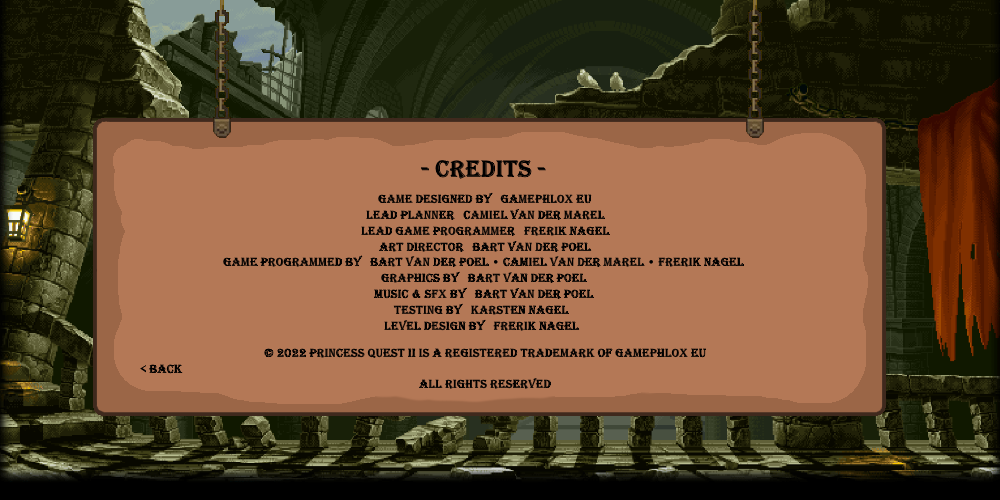 - CREDITS -
GAME DESIGNED BY GAMEPHLOX EU
LEAD PLANNER CAMIEL VAN DER MAREL
LEAD GAME PROGRAMMER FRERIK NAGEL
ART DIRECTOR BART VAN DER POEL
GAME PROGRAMMED BY BART VAN DER POEL • CAMIEL VAN DER MAREL • FRERIK NAGEL
GRAPHICS BY BART VAN DER POEL
MUSIC & SFX BY BART VAN DER POEL
TESTING BY KARSTEN NAGEL
LEVEL DESIGN BY FRERIK NAGEL
© 2022 PRINCESS QUEST II IS A REGISTERED TRADEMARK OF GAMEPHLOX EU
< BACK
ALL RIGHTS RESERVED